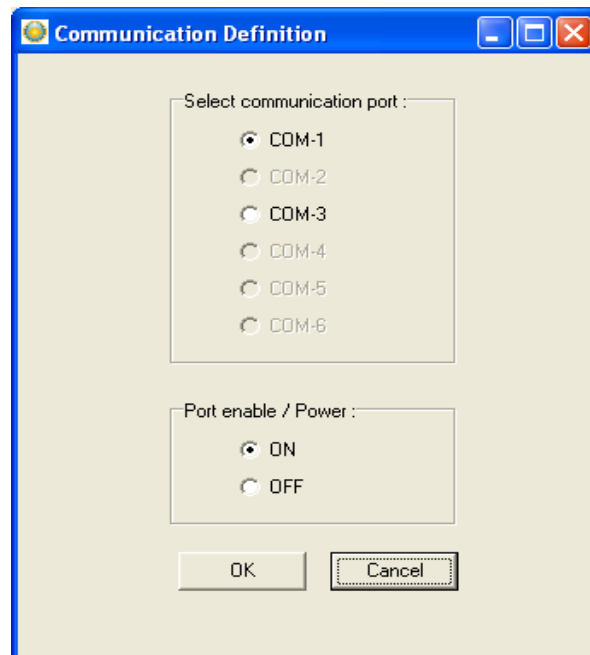 Communication Definition
Select communication port :
COM-1
COM-2
COM-3
COM-4
COM-5
COM-6
Port enable / Power :
ON
OFF
OK Cancel